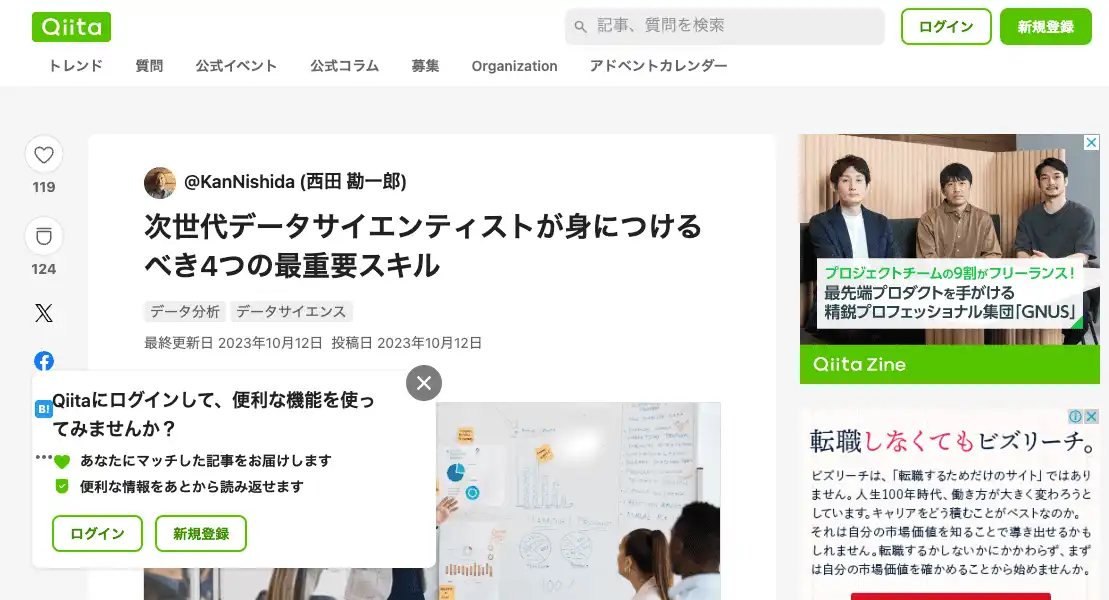 Qiita
記事、質問を検索
ログイン
新規登録
トレンド 質問 公式イベント 公式コラム 募集 Organization アドベントカレンダー
119
124
@KanNishida (西田 勘一郎)
次世代データサイエンティストが身につける
べき4つの最重要スキル
データ分析 データサイエンス
最終更新日 2023年10月12日 投稿日 2023年10月12日
B!
Qiitaにログインして、便利な機能を使っ
てみませんか？
あなたにマッチした記事をお届けします
便利な情報をあとから読み返せます
ログイン
新規登録
プロジェクトチームの9割がフリーランス！
最先端プロダクトを手がける
精鋭プロフェッショナル集団「GNUS」
Qiita Zine
転職しなくてもビズリーチ。
ビズリーチは、「転職するためだけのサイト」ではあり
ません。人生100年時代、働き方が大きく変わろうと
しています。キャリアをどう積むことがベストなのか。
それは自分の市場価値を知ることで導き出せるかも
しれません。転職するかしないかにかかわらず、まず
は自分の市場価値を確かめることから始めませんか。